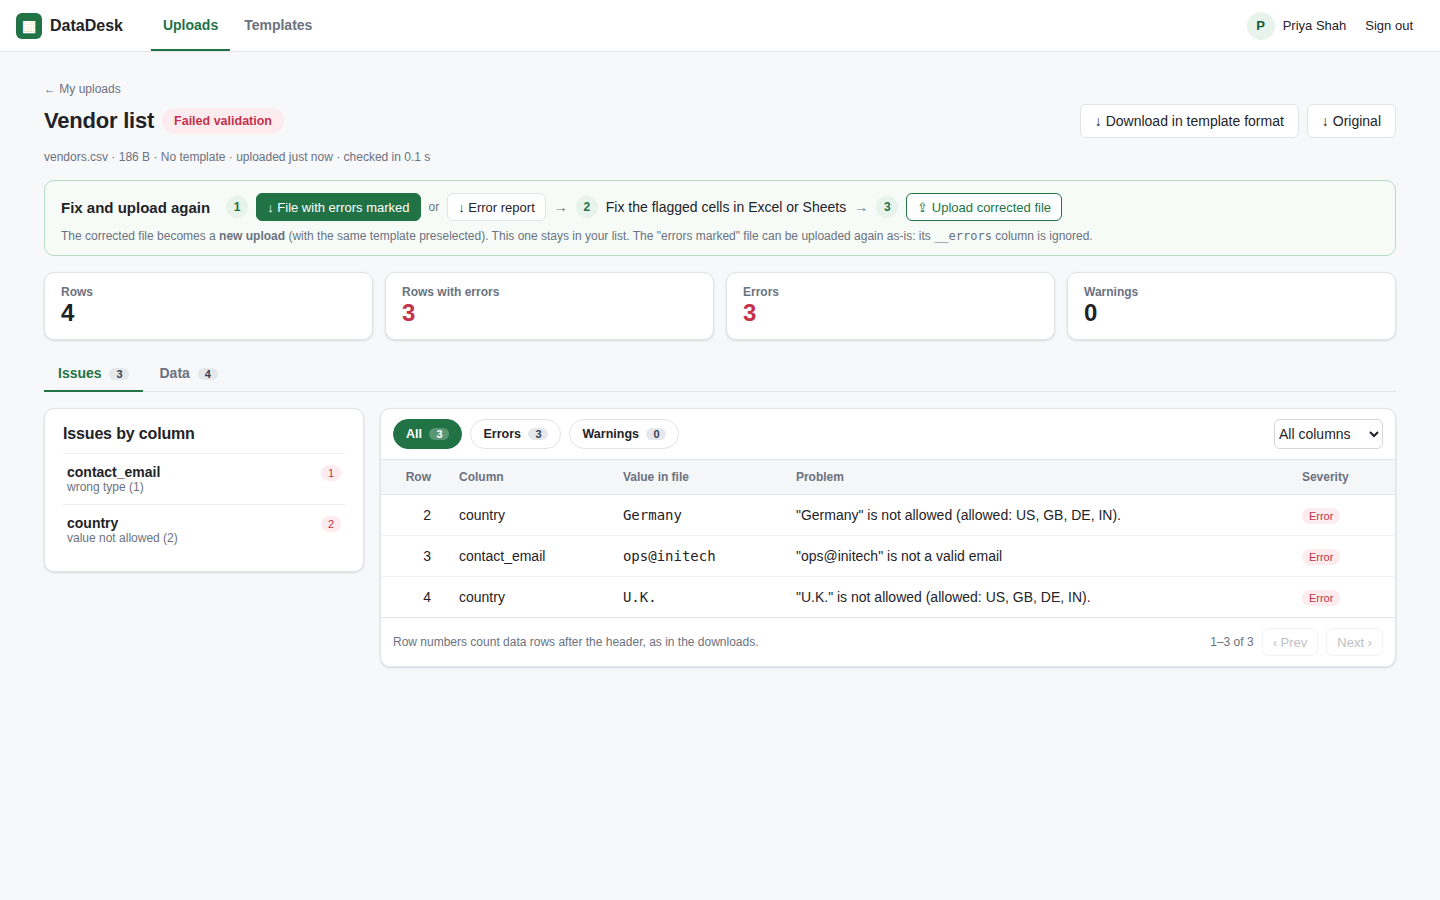 DataDesk
Uploads
Templates
P
Priya Shah
Sign out
← My uploads
Vendor list
Failed validation
↓ Download in template format
↓ Original
vendors.csv · 186 B · No template · uploaded just now · checked in 0.1 s
Fix and upload again
1
↓ File with errors marked
or
↓ Error report
→
2
Fix the flagged cells in Excel or Sheets
→
3
⇪ Upload corrected file
The corrected file becomes a new upload (with the same template preselected). This one stays in your list. The "errors marked" file can be uploaded again as-is: its __errors column is ignored.
Rows
4
Rows with errors
3
Errors
3
Warnings
0
Issues 3
Data 4
Issues by column
contact_email
1
wrong type (1)
country
2
value not allowed (2)
All 3
Errors 3
Warnings 0
All columns
Row Column Value in file Problem Severity
2 country Germany "Germany" is not allowed (allowed: US, GB, DE, IN). Error
3 contact_email ops@initech "ops@initech" is not a valid email Error
4 country U.K. "U.K." is not allowed (allowed: US, GB, DE, IN). Error
Row numbers count data rows after the header, as in the downloads.
1–3 of 3
‹ Prev
Next ›